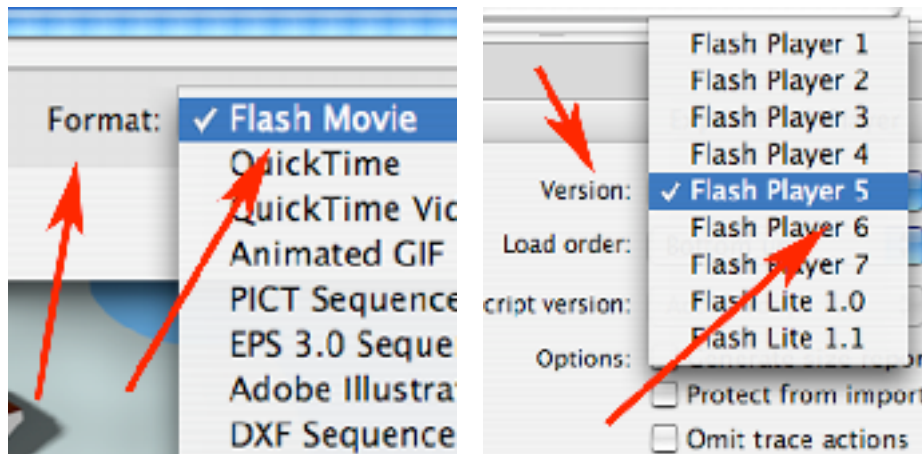 Format: ✓ Flash Movie
QuickTime
QuickTime Vid
Animated GIF
PICT Sequence
EPS 3.0 Seque
Adobe Illustra
DXF Sequence
Flash Player 1
Flash Player 2
Flash Player 3
Flash Player 4
Version: ✓ Flash Player 5
Flash Player 6
Load order:
Flash Player 7
cript version: Flash Lite 1.0
Flash Lite 1.1
Options: Generate size repor
Protect from import
Omit trace actions